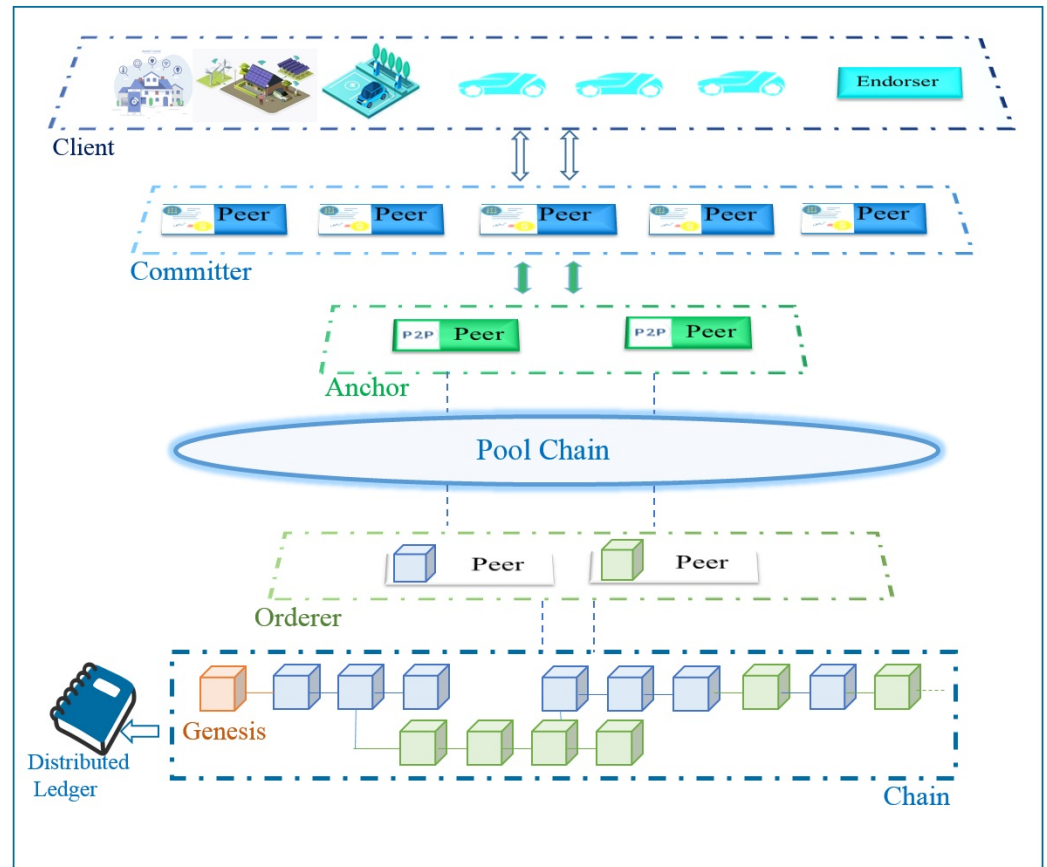 Endorser
Client
Peer Peer Peer Peer Peer
Committer
P2P Peer P2P Peer
Anchor
Pool Chain
Peer Peer
Orderer
Genesis
Distributed
Ledger
Chain